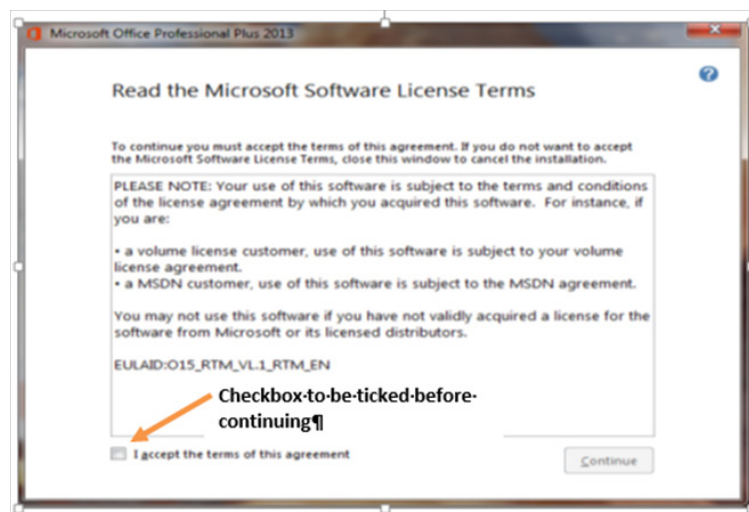 Microsoft Office Professional Plus 2013
Read the Microsoft Software License Terms
To continue you must accept the terms of this agreement. If you do not want to accept
the Microsoft Software License Terms, close this window to cancel the installation.
PLEASE NOTE: Your use of this software is subject to the terms and conditions
of the license agreement by which you acquired this software.  For instance, if
you are:
• a volume license customer, use of this software is subject to your volume
license agreement.
• a MSDN customer, use of this software is subject to the MSDN agreement.
You may not use this software if you have not validly acquired a license for the
software from Microsoft or its licensed distributors.
EULAID:O15_RTM_VL.1_RTM_EN
Checkbox·to·be·ticked·before·
continuing¶
I accept the terms of this agreement
Continue